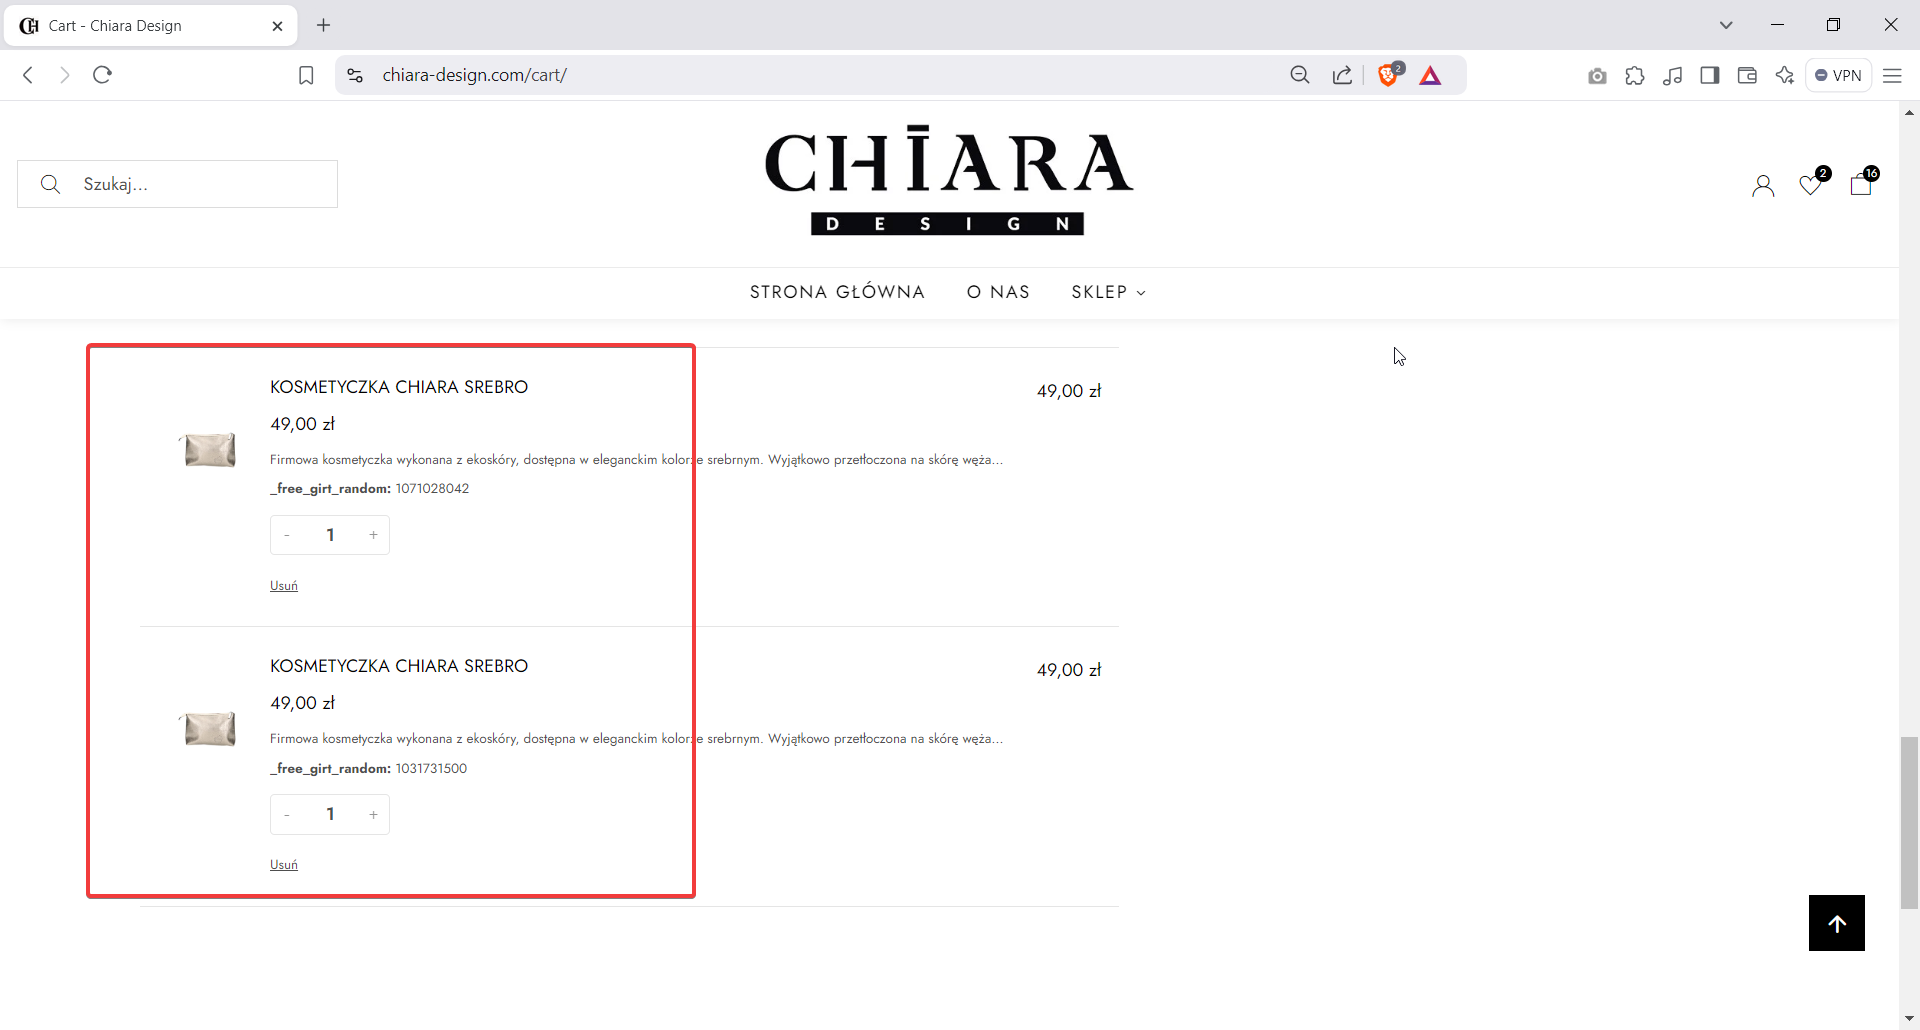 Cart - Chiara Design
chiara-design.com/cart/
2
VPN
Szukaj...
CHIARA
DESIGN
2
16
STRONA GŁÓWNA O NAS SKLEP
KOSMETYCZKA CHIARA SREBRO
49,00 zł
49,00 zł
Firmowa kosmetyczka wykonana z ekoskóry, dostępna w eleganckim kolorze srebrnym. Wyjątkowo przetłoczona na skórę węża...
_free_girt_random: 1071028042
- 1 +
Usuń
KOSMETYCZKA CHIARA SREBRO
49,00 zł
49,00 zł
Firmowa kosmetyczka wykonana z ekoskóry, dostępna w eleganckim kolorze srebrnym. Wyjątkowo przetłoczona na skórę węża...
_free_girt_random: 1031731500
- 1 +
Usuń